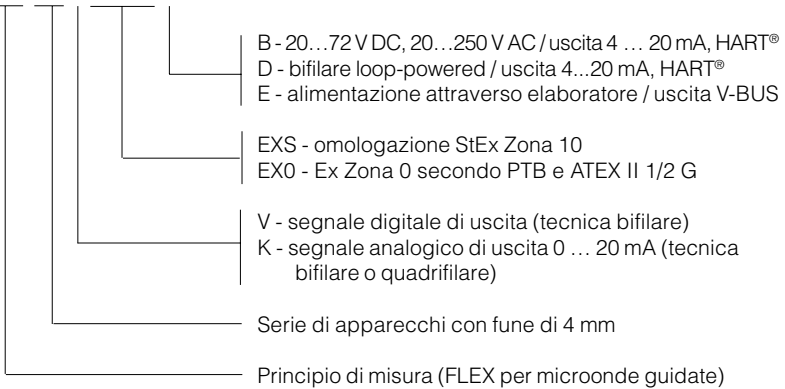 B - 20…72 V DC, 20…250 V AC / uscita 4 … 20 mA, HART®
D - bifilare loop-powered / uscita 4...20 mA, HART®
E - alimentazione attraverso elaboratore / uscita V-BUS
EXS - omologazione StEx Zona 10
EX0 - Ex Zona 0 secondo PTB e ATEX II 1/2 G
V - segnale digitale di uscita (tecnica bifilare)
K - segnale analogico di uscita 0 … 20 mA (tecnica
bifilare o quadrifilare)
Serie di apparecchi con fune di 4 mm
Principio di misura (FLEX per microonde guidate)